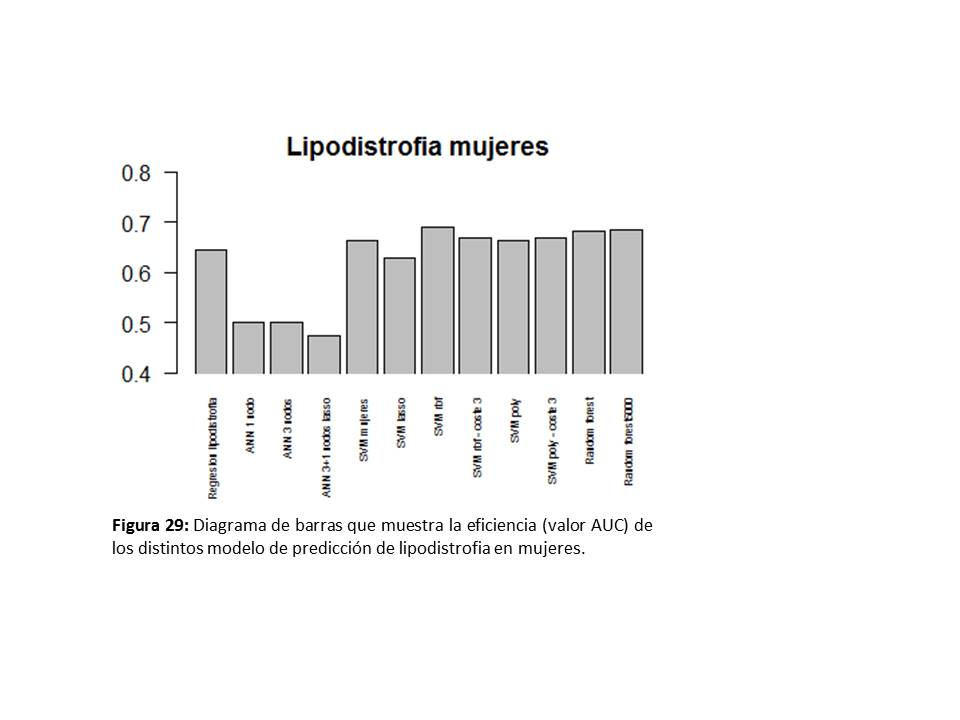 Lipodistrofia mujeres
0.8
0.7
0.6
0.5
0.4
Regresion lipodistrofia
ANN 1 nodo
ANN 3 nodos
ANN 3+1 nodos lasso
SVM mujeres
SVM lasso
SVM rbf
SVM rbf - coste 3
SVM poly
SVM poly - coste 3
Random forest
Random forest5000
Figura 29: Diagrama de barras que muestra la eficiencia (valor AUC) de
los distintos modelo de predicción de lipodistrofia en mujeres.